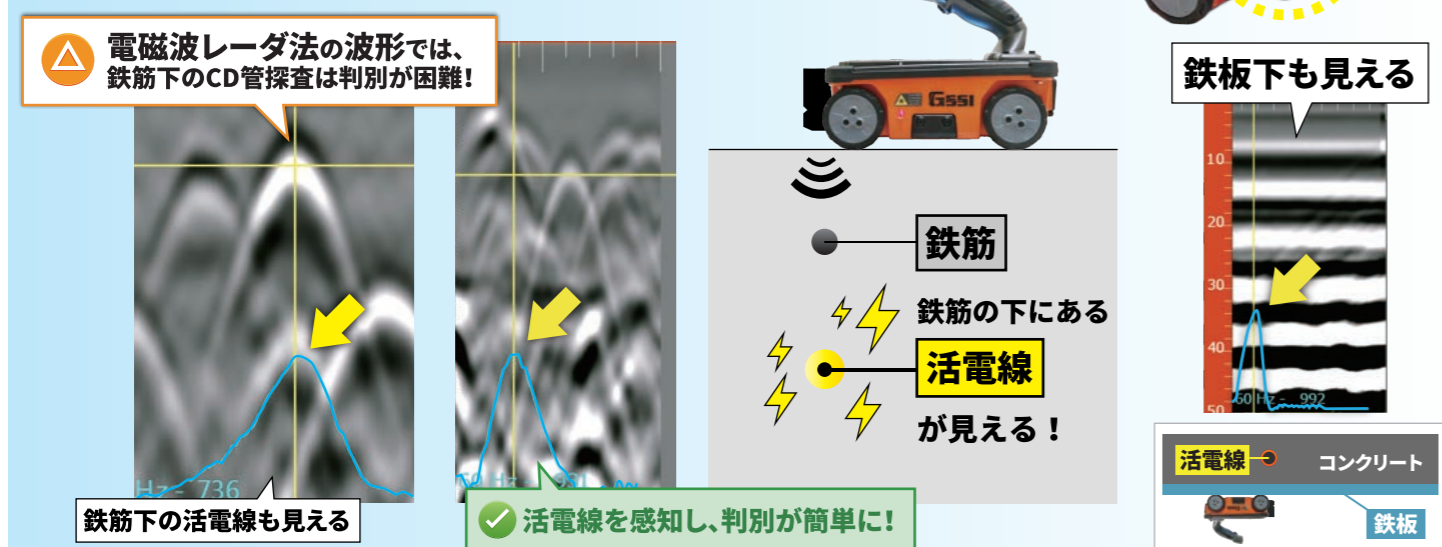 電磁波レーダ法の波形では、
鉄筋下のCD管探査は判別が困難!
Hz - 736
鉄筋下の活電線も見える
活電線を感知し、判別が簡単に!
GSSI
鉄筋
鉄筋の下にある
活電線
が見える！
鉄板下も見える
10
20
30
40
50
60 Hz - 992
活電線
コンクリート
鉄板